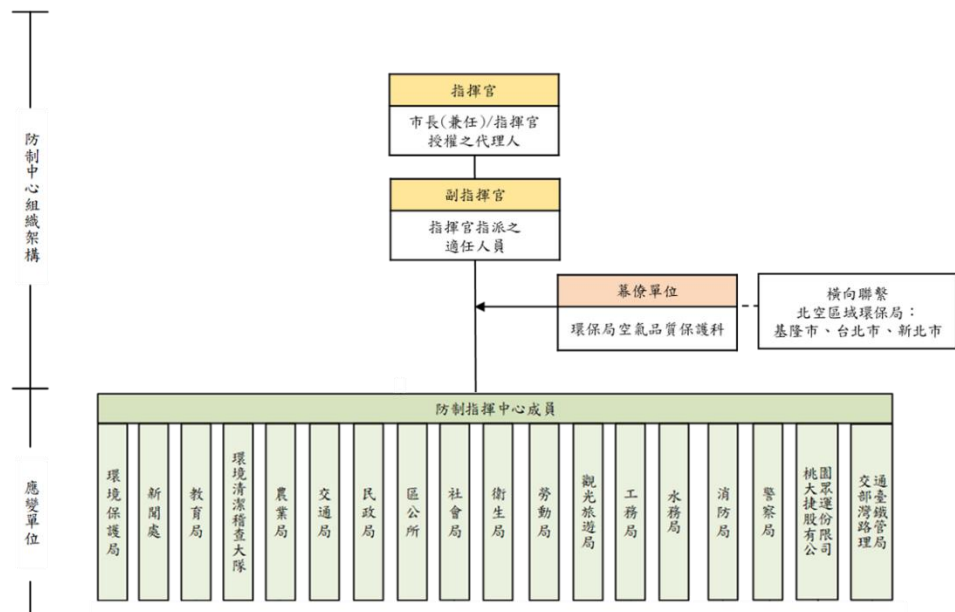 防制中心組織架構
指揮官
市長(兼任)/指揮官
授權之代理人
副指揮官
指揮官指派之
適任人員
幕僚單位
環保局空氣品質保護科
橫向聯繫
北空區域環保局：
基隆市、台北市、新北市
應變單位
防制指揮中心成員
環境保護局
新聞處
教育局
環境清潔稽查大隊
農業局
交通局
民政局
區公所
社會局
衛生局
勞動局
觀光旅遊局
工務局
水務局
消防局
警察局
桃園大眾捷運股份有限公司
交通部臺灣鐵路管理局